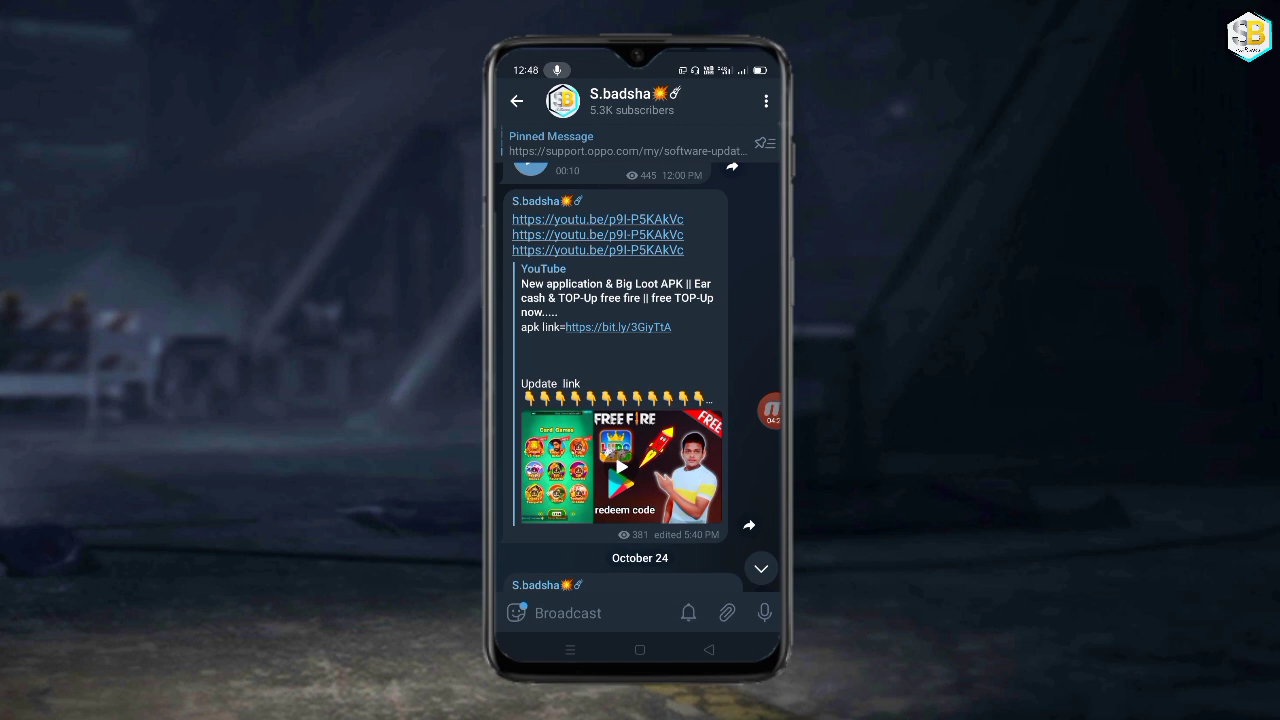 SB
12:48
S.badsha💥☄️
5.3K subscribers
Pinned Message
https://support.oppo.com/my/software-updat...
00:10
445 12:00 PM
S.badsha💥☄️
https://youtu.be/p9I-P5KAkVc
https://youtu.be/p9I-P5KAkVc
https://youtu.be/p9I-P5KAkVc
YouTube
New application & Big Loot APK || Ear
cash & TOP-Up free fire || free TOP-Up
now.....
apk link=https://bit.ly/3GiyTtA
Update link
👇👇👇👇👇👇👇👇👇👇👇👇...
Card Games
FREE FIRE
FREE
LUDO
redeem code
381 edited 5:40 PM
October 24
S.badsha💥☄️
Broadcast
04:2